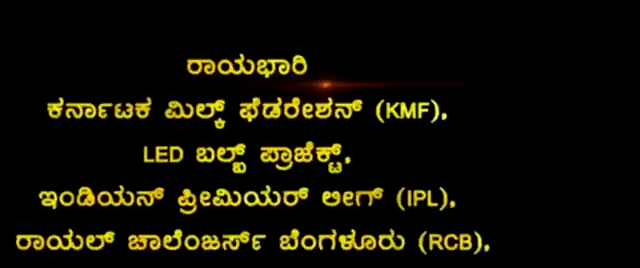 ರಾಯಭಾರಿ
ಕರ್ನಾಟಕ ಮಿಲ್ಕ್ ಫೆಡರೇಶನ್ (KMF),
LED ಬಲ್ಬ್ ಪ್ರಾಜೆಕ್ಟ್,
ಇಂಡಿಯನ್ ಪ್ರೀಮಿಯರ್ ಲೀಗ್ (IPL),
ರಾಯಲ್ ಚಾಲೆಂಜರ್ಸ್ ಬೆಂಗಳೂರು (RCB),